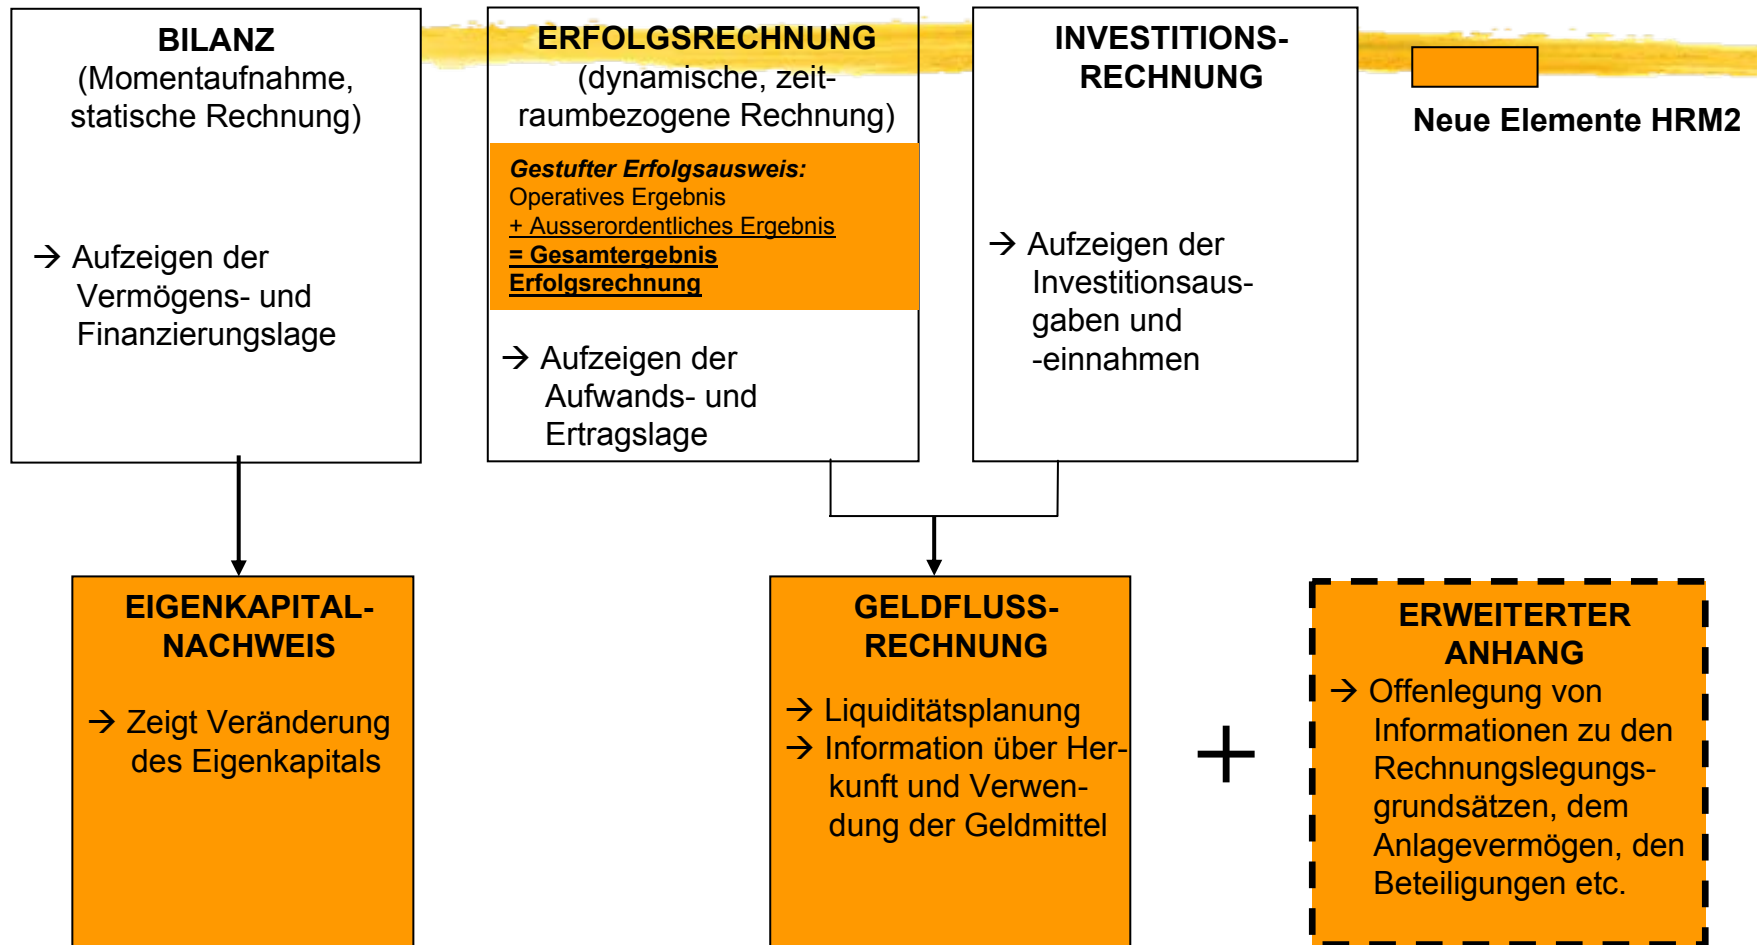 BILANZ
(Momentaufnahme,
statische Rechnung)
→ Aufzeigen der
Vermögens- und
Finanzierungslage
ERFOLGSRECHNUNG
(dynamische, zeit-
raumbezogene Rechnung)
Gestufter Erfolgsausweis:
Operatives Ergebnis
+ Ausserordentliches Ergebnis
= Gesamtergebnis
Erfolgsrechnung
→ Aufzeigen der
Aufwands- und
Ertragslage
INVESTITIONS-
RECHNUNG
→ Aufzeigen der
Investitionsaus-
gaben und
-einnahmen
Neue Elemente HRM2
EIGENKAPITAL-
NACHWEIS
→ Zeigt Veränderung
des Eigenkapitals
GELDFLUSS-
RECHNUNG
→ Liquiditätsplanung
→ Information über Her-
kunft und Verwen-
dung der Geldmittel
+
ERWEITERTER
ANHANG
→ Offenlegung von
Informationen zu den
Rechnungslegungs-
grundsätzen, dem
Anlagevermögen, den
Beteiligungen etc.